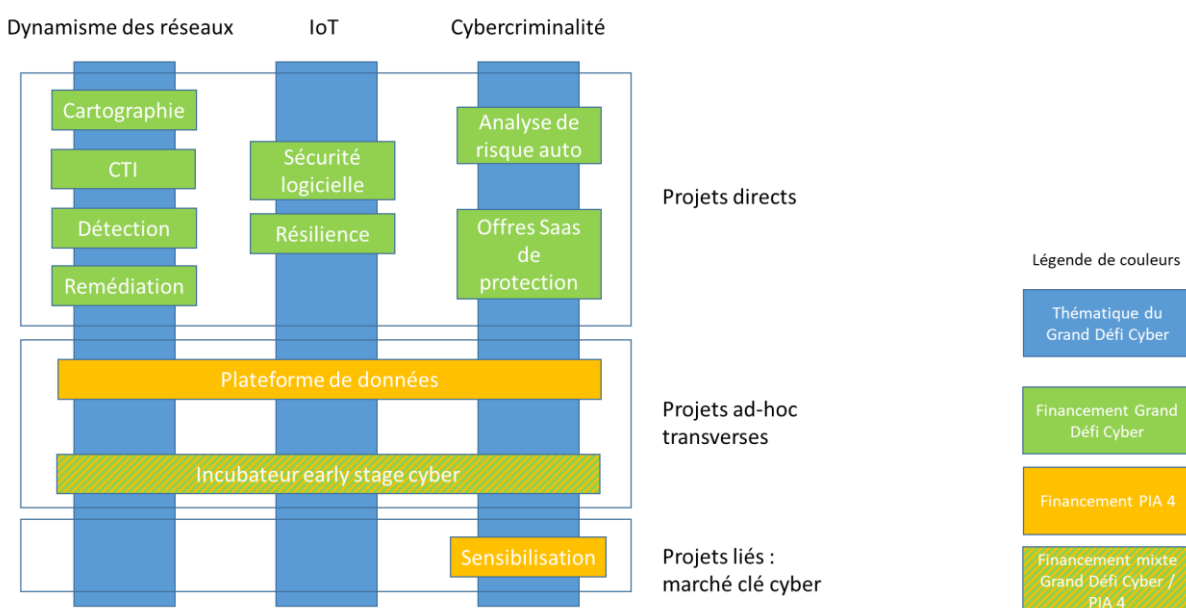 Dynamisme des réseaux
IoT
Cybercriminalité
Cartographie
CTI
Détection
Remédiation
Sécurité
logicielle
Résilience
Analyse de
risque auto
Offres Saas
de
protection
Projets directs
Plateforme de données
Incubateur early stage cyber
Projets ad-hoc
transverses
Sensibilisation
Projets liés :
marché clé cyber
Légende de couleurs
Thématique du
Grand Défi Cyber
Financement Grand
Défi Cyber
Financement PIA 4
Financement mixte
Grand Défi Cyber /
PIA 4